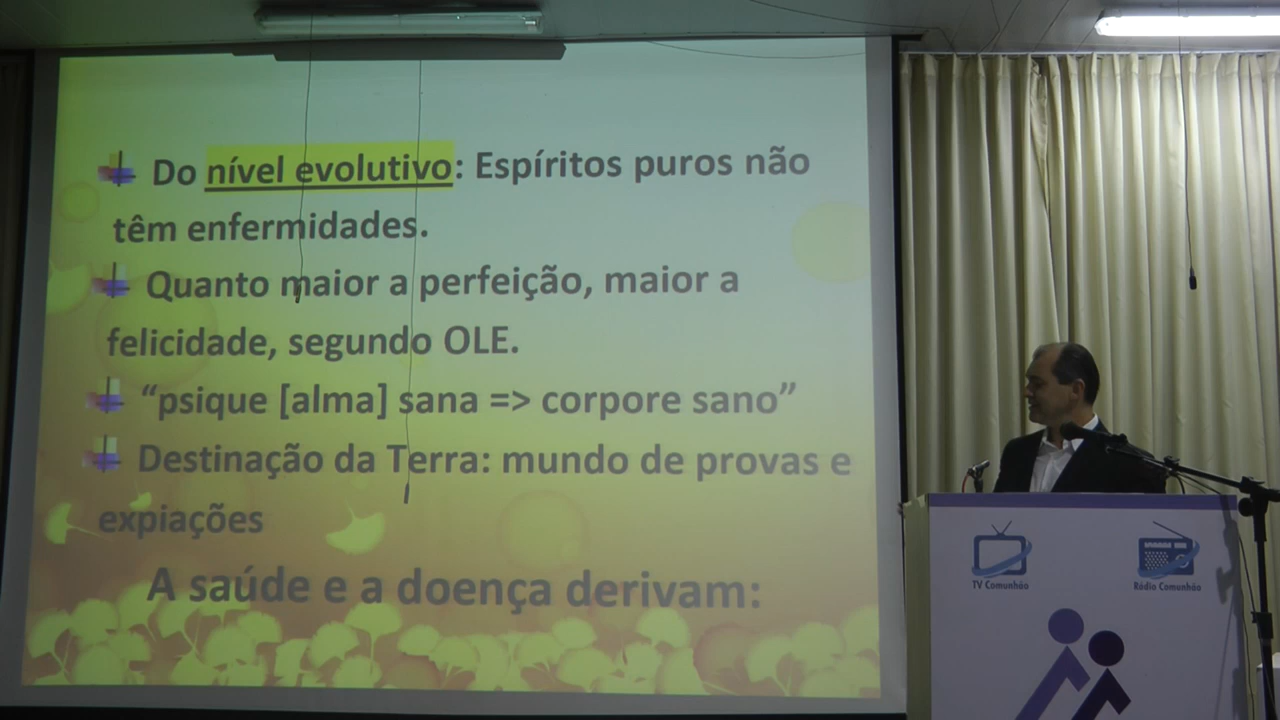 Do nível evolutivo: Espíritos puros não
têm enfermidades.
Quanto maior a perfeição, maior a
felicidade, segundo OLE.
“psique [alma] sana => corpore sano”
Destinação da Terra: mundo de provas e
expiações
A saúde e a doença derivam:
TV Comunhão
Rádio Comunhão